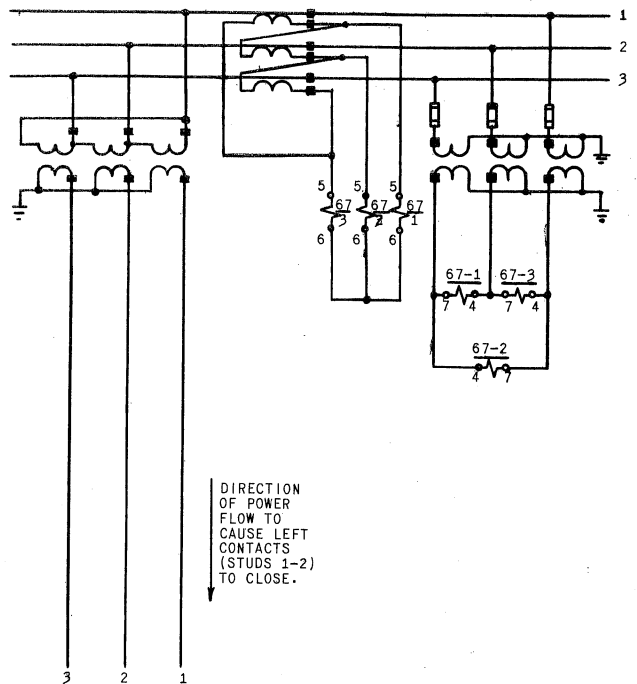 1
2
3
5 5 5
67 67 67
3 2 1
6 6 6
67-1 67-3
7 4 7 4
67-2
4 7
DIRECTION
OF POWER
FLOW TO
CAUSE LEFT
CONTACTS
(STUDS 1-2)
TO CLOSE.
3 2 1